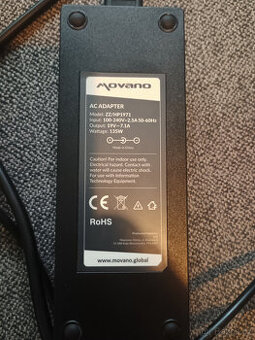 movano
AC ADAPTER
Model: ZZ/HP1971
Input: 100-240V~2.5A 50-60Hz
Output: 19V⎓7.1A
Wattage: 135W
Made in China
Caution! For indoor use only.
Electrical hazard. Contact with
water will cause electric shock.
For use with Information
Technology Equipment.
CE
RoHS
www.movano.global